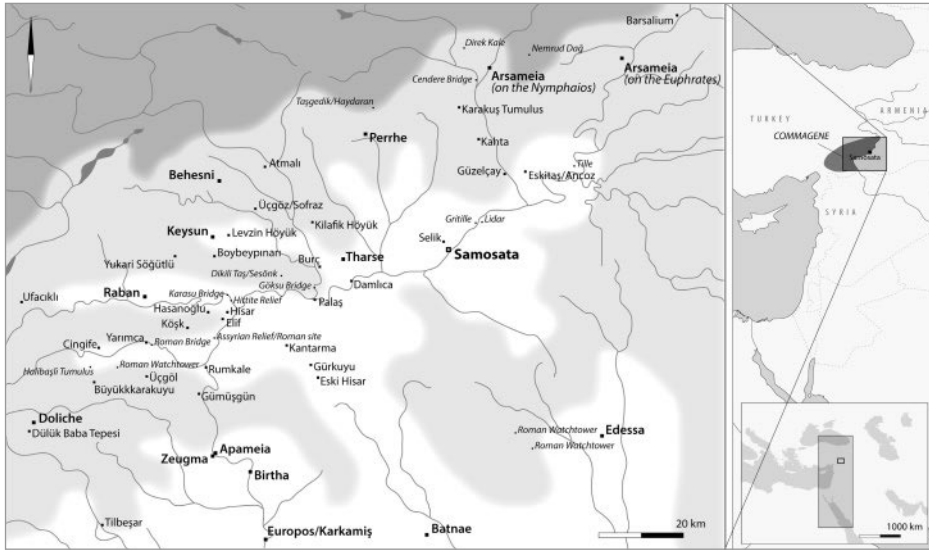 Barsalium
Direk Kale
Nemrud Dağ
Arsameia
(on the Nymphaios)
Arsameia
(on the Euphrates)
Cendere Bridge
Taşgedik/Haydaran
Karakuş Tumulus
Perrhe
Kahta
Atmalı
Tille
Behesni
Güzelçay
Eskitaş/Ancoz
Üçgöz/Sofraz
Kilafik Höyük
Gritille
Lidar
Keysun
Levzin Höyük
Selik
Samosata
Boybeypınarı
Burç
Tharse
Yukari Söğütlü
Dikili Taş/Sesönk
Göksu Bridge
Damlıca
Ufacıklı
Raban
Karasu Bridge
Hittite Relief
Palaş
Hasanoğlu
Hisar
Elif
Köşk
Yarımca
Roman Bridge
Assyrian Relief/Roman site
Cingife
Kantarma
Halibaşli Tumulus
Roman Watchtower
Rumkale
Gürkuyu
Üçgöl
Eski Hisar
Büyükkkarakuyu
Gümüşgün
Doliche
Dülük Baba Tepesi
Roman Watchtower
Edessa
Roman Watchtower
Apameia
Zeugma
Birtha
Tilbeşar
Europos/Karkamiş
Batnae
20 km
TURKEY
ARMENIA
COMMAGENE
Samosata
SYRIA
1000 km